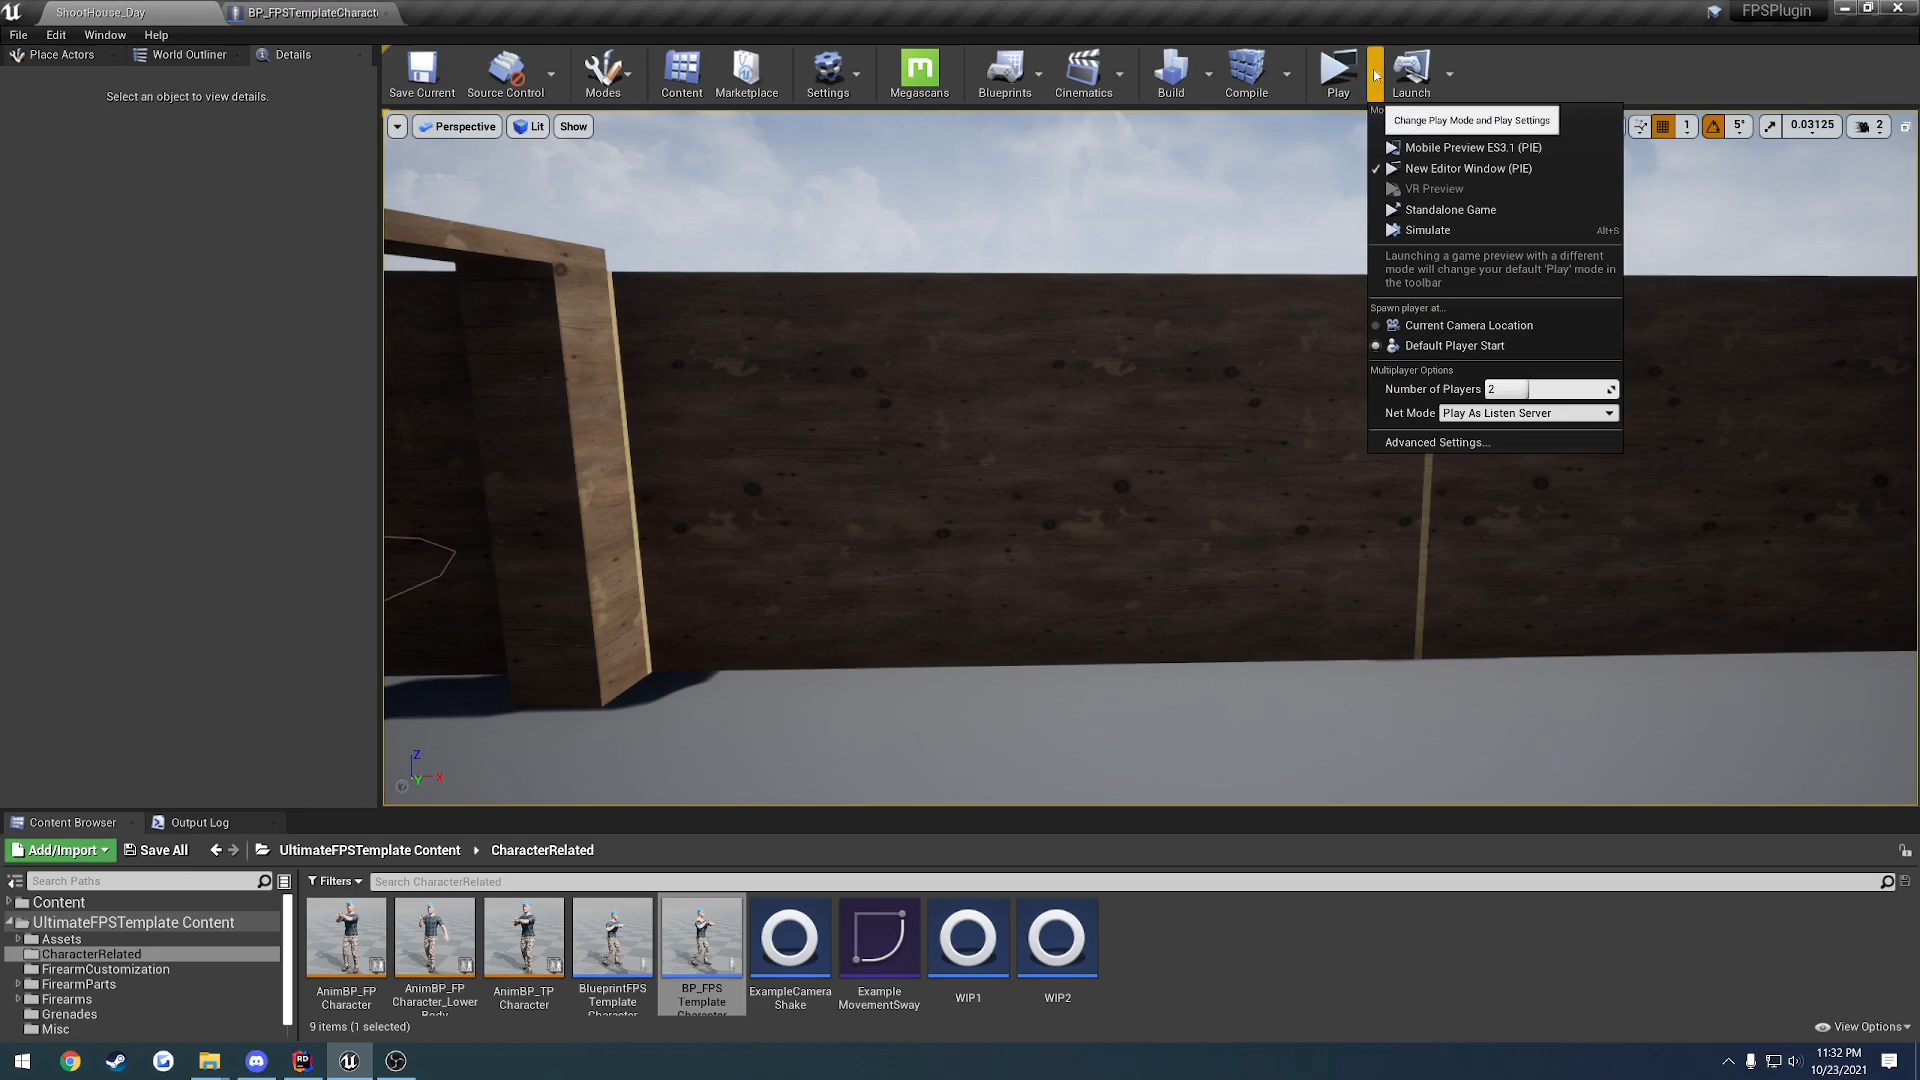 ShootHouse_Day
BP_FPSTemplateCharact
FPSPlugin
File
Edit
Window
Help
Place Actors
World Outliner
Details
Select an object to view details.
Save Current
Source Control
Modes
Content
Marketplace
Settings
Megascans
Blueprints
Cinematics
Build
Compile
Play
Launch
Perspective
Lit
Show
1
5°
0.03125
2
Mo
Change Play Mode and Play Settings
Mobile Preview ES3.1 (PIE)
New Editor Window (PIE)
VR Preview
Standalone Game
Simulate
Alt+S
Launching a game preview with a different
mode will change your default 'Play' mode in
the toolbar
Spawn player at...
Current Camera Location
Default Player Start
Multiplayer Options
Number of Players
2
Net Mode
Play As Listen Server
Advanced Settings...
Z
Y
X
Content Browser
Output Log
Add/Import
Save All
UltimateFPSTemplate Content
CharacterRelated
Search Paths
Filters
Search CharacterRelated
Content
UltimateFPSTemplate Content
Assets
CharacterRelated
FirearmCustomization
FirearmParts
Firearms
Grenades
Misc
AnimBP_FP
Character
AnimBP_FP
Character_Lower
Body
AnimBP_TP
Character
BlueprintFPS
Template
Character
BP_FPS
Template
Character
ExampleCamera
Shake
Example
MovementSway
WIP1
WIP2
9 items (1 selected)
View Options
RD
11:32 PM
10/23/2021